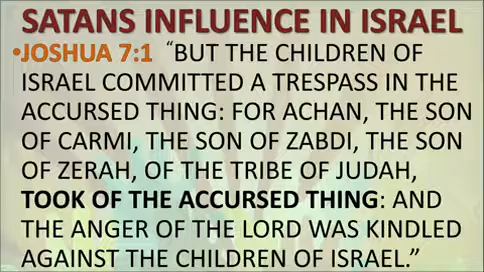 SATANS INFLUENCE IN ISRAEL
•JOSHUA 7:1 “BUT THE CHILDREN OF
ISRAEL COMMITTED A TRESPASS IN THE
ACCURSED THING: FOR ACHAN, THE SON
OF CARMI, THE SON OF ZABDI, THE SON
OF ZERAH, OF THE TRIBE OF JUDAH,
TOOK OF THE ACCURSED THING: AND
THE ANGER OF THE LORD WAS KINDLED
AGAINST THE CHILDREN OF ISRAEL.”